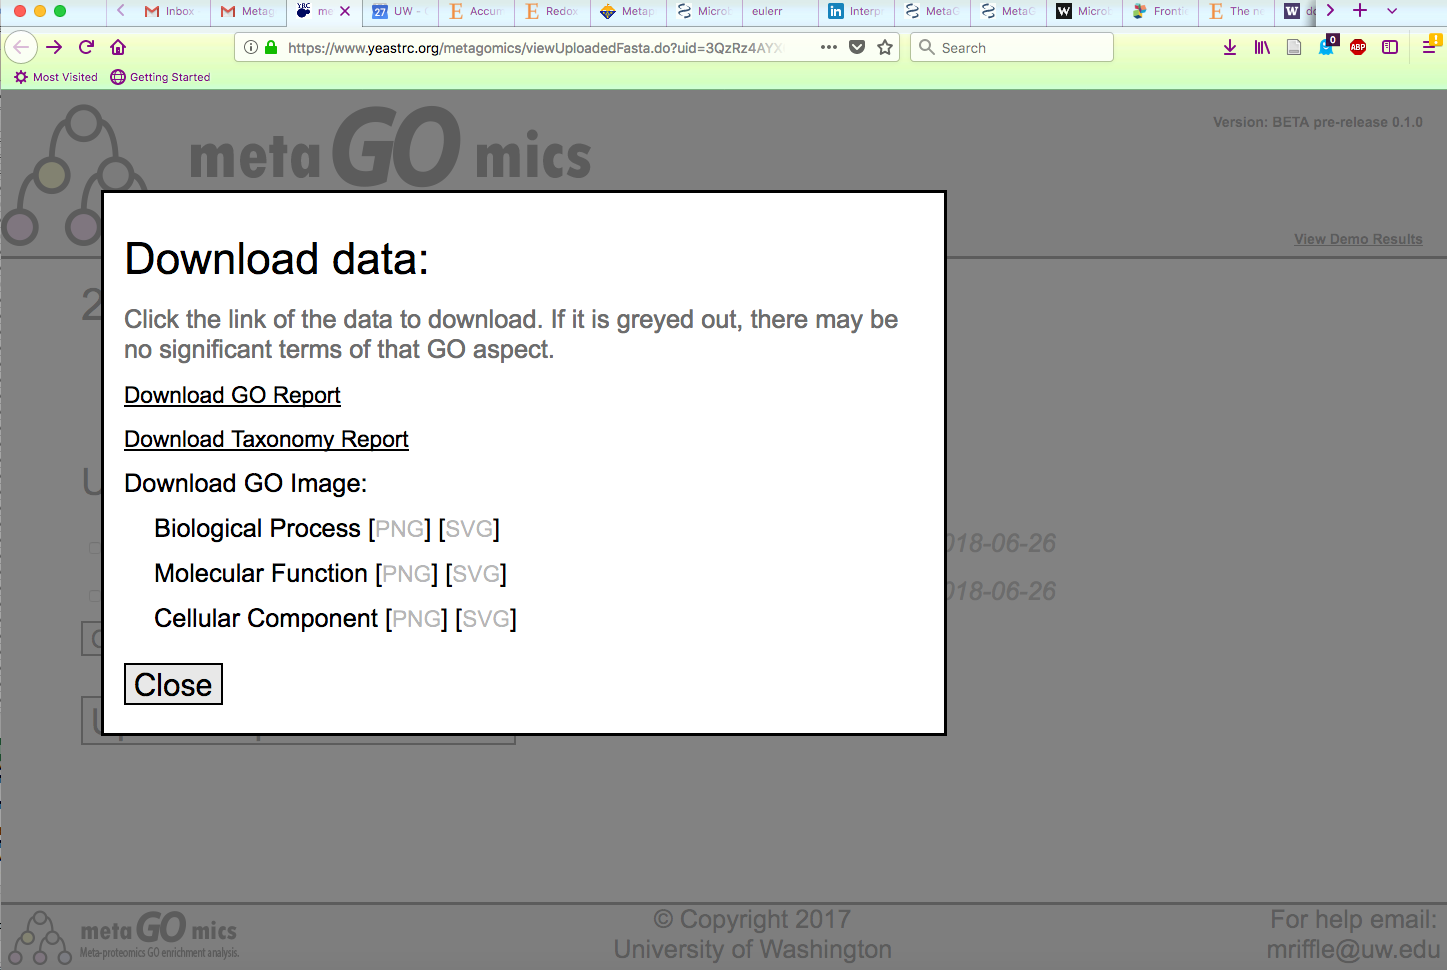 Inbox
Metag
me
UW -
Accum
Redox
Metap
Microb
eulerr
Interp
MetaG
MetaG
Microb
Fronti
The ne
https://www.yeastrc.org/metagomics/viewUploadedFasta.do?uid=3QzRz4AYX
Search
0
ABP
Most Visited
Getting Started
meta GO mics
Version: BETA pre-release 0.1.0
View Demo Results
Download data:
Click the link of the data to download. If it is greyed out, there may be
no significant terms of that GO aspect.
Download GO Report
Download Taxonomy Report
Download GO Image:
Biological Process [PNG] [SVG]
018-06-26
Molecular Function [PNG] [SVG]
018-06-26
Cellular Component [PNG] [SVG]
Close
meta GO mics
Meta-proteomics GO enrichment analysis.
© Copyright 2017
University of Washington
For help email:
mriffle@uw.edu